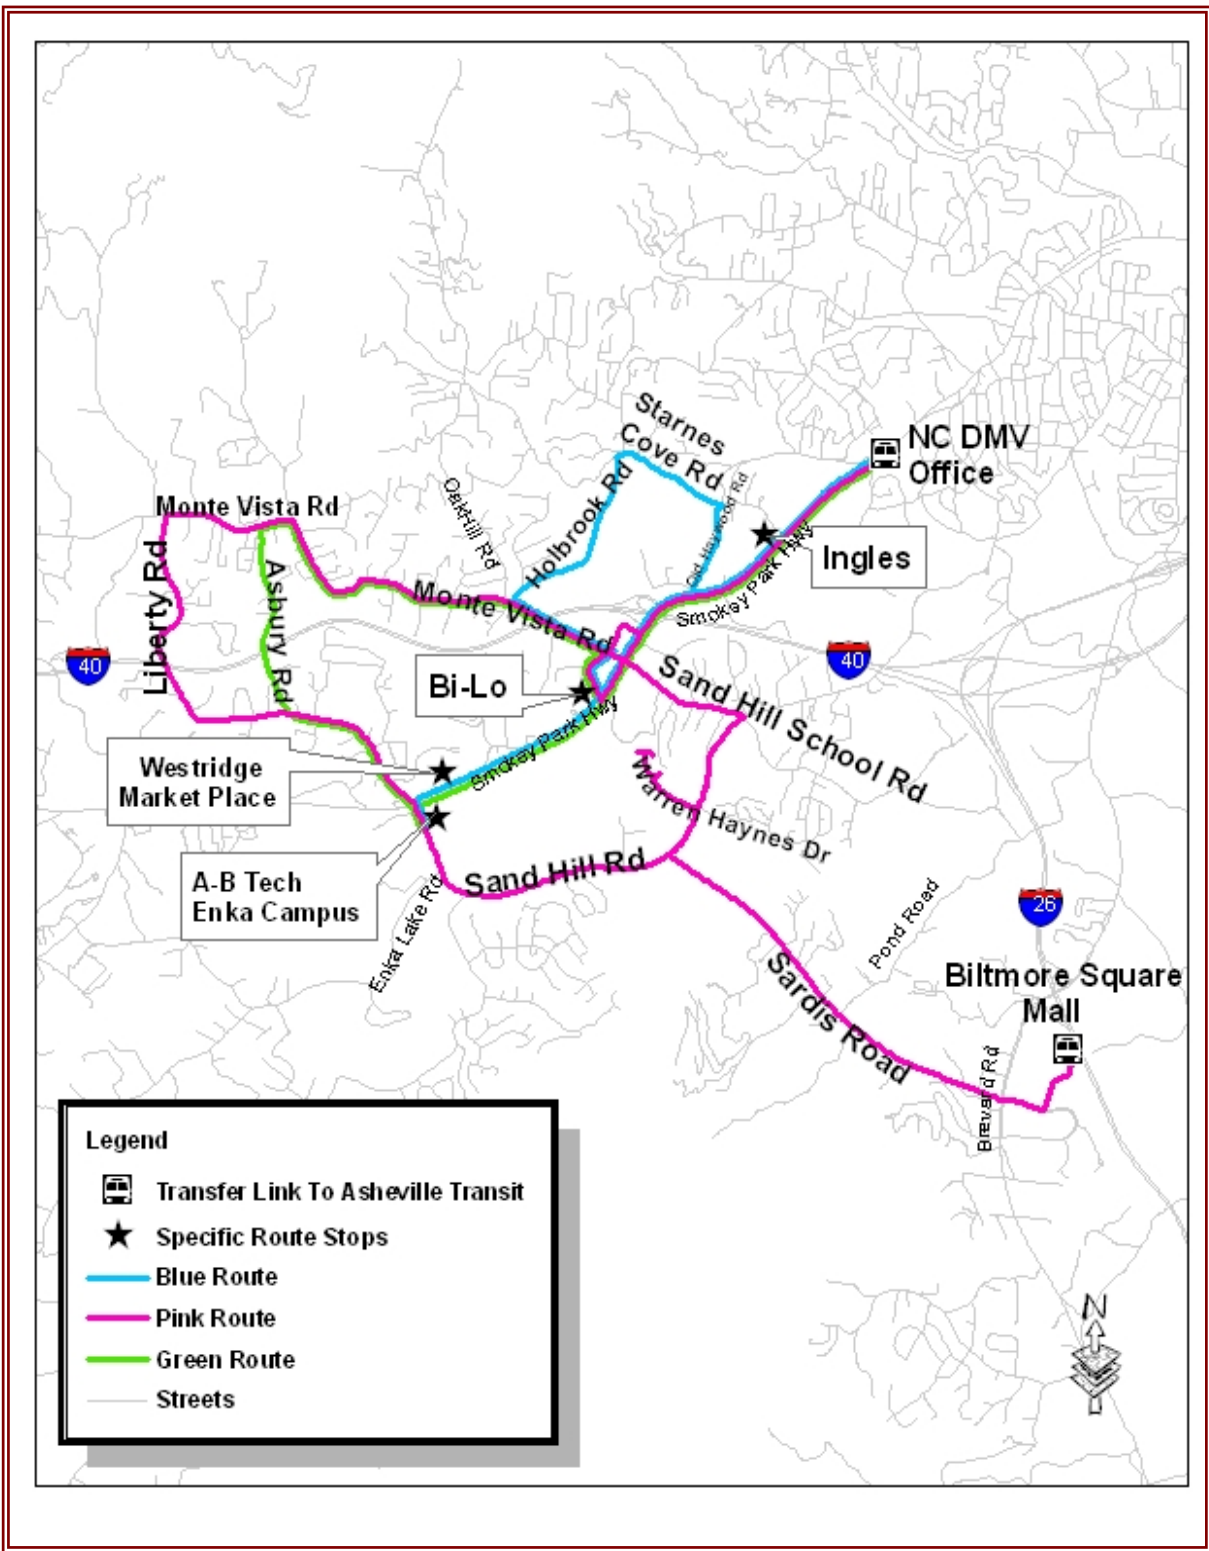 Starnes
Cove Rd
NC DMV
Office
Oakhill Rd
Holbrook Rd
Old Haywood Rd
Monte Vista Rd
Ingles
Liberty Rd
Asbury Rd
Monte Vista Rd
Smokey Park Hwy
40
40
Bi-Lo
Sand Hill School Rd
Smokey Park Hwy
Westridge
Market Place
Warren Haynes Dr
A-B Tech
Enka Campus
Sand Hill Rd
Enka Lake Rd
Pond Road
26
Biltmore Square
Mall
Sardis Road
Brevard Rd
Legend
Transfer Link To Asheville Transit
Specific Route Stops
Blue Route
Pink Route
Green Route
Streets
N